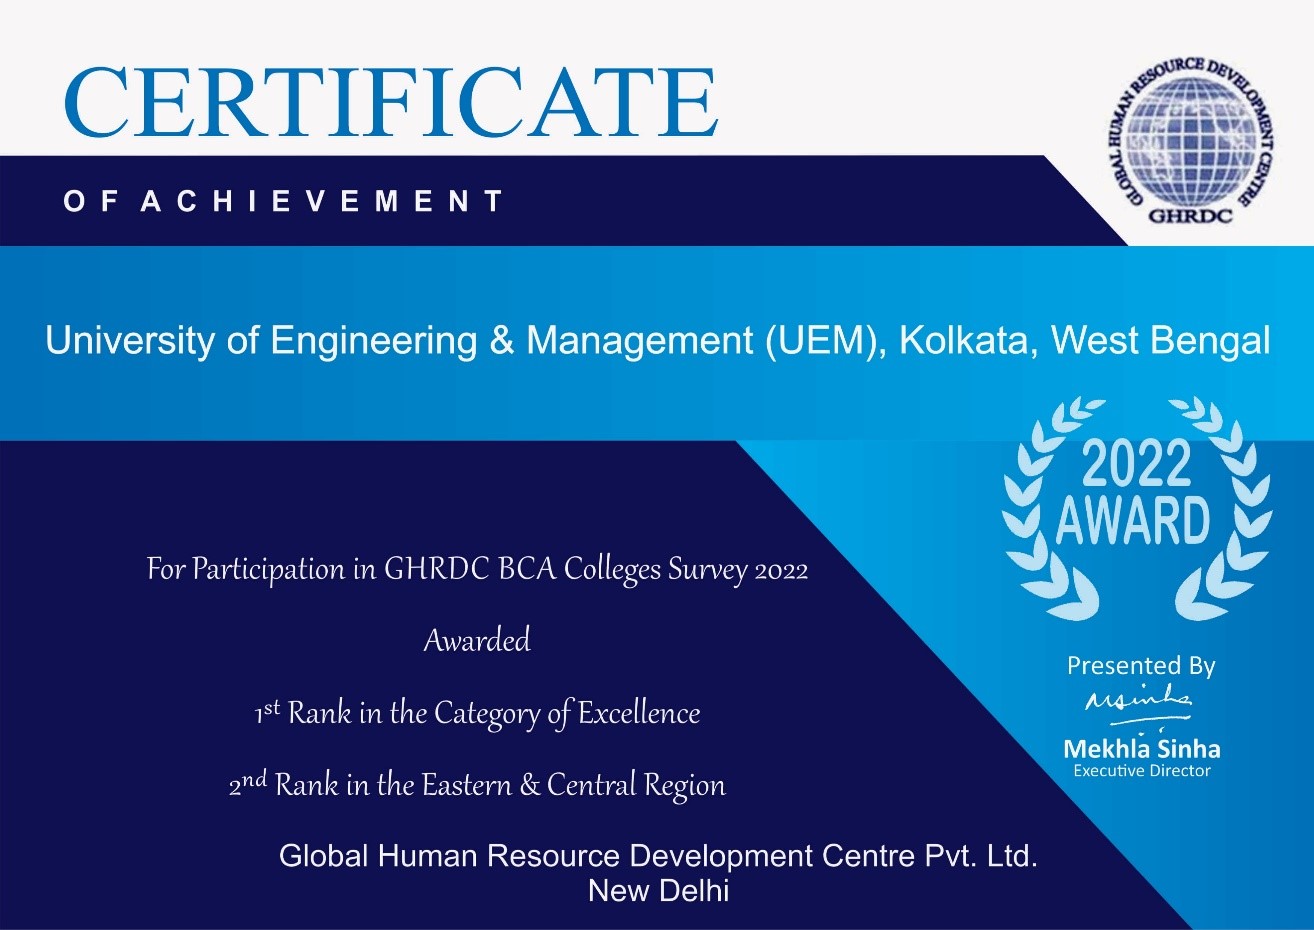 CERTIFICATE
OF ACHIEVEMENT
GLOBAL HUMAN RESOURCE DEVELOPMENT CENTRE
GHRDC
University of Engineering & Management (UEM), Kolkata, West Bengal
2022
AWARD
For Participation in GHRDC BCA Colleges Survey 2022
Awarded
1st Rank in the Category of Excellence
2nd Rank in the Eastern & Central Region
Presented By
Msinha
Mekhla Sinha
Executive Director
Global Human Resource Development Centre Pvt. Ltd.
New Delhi